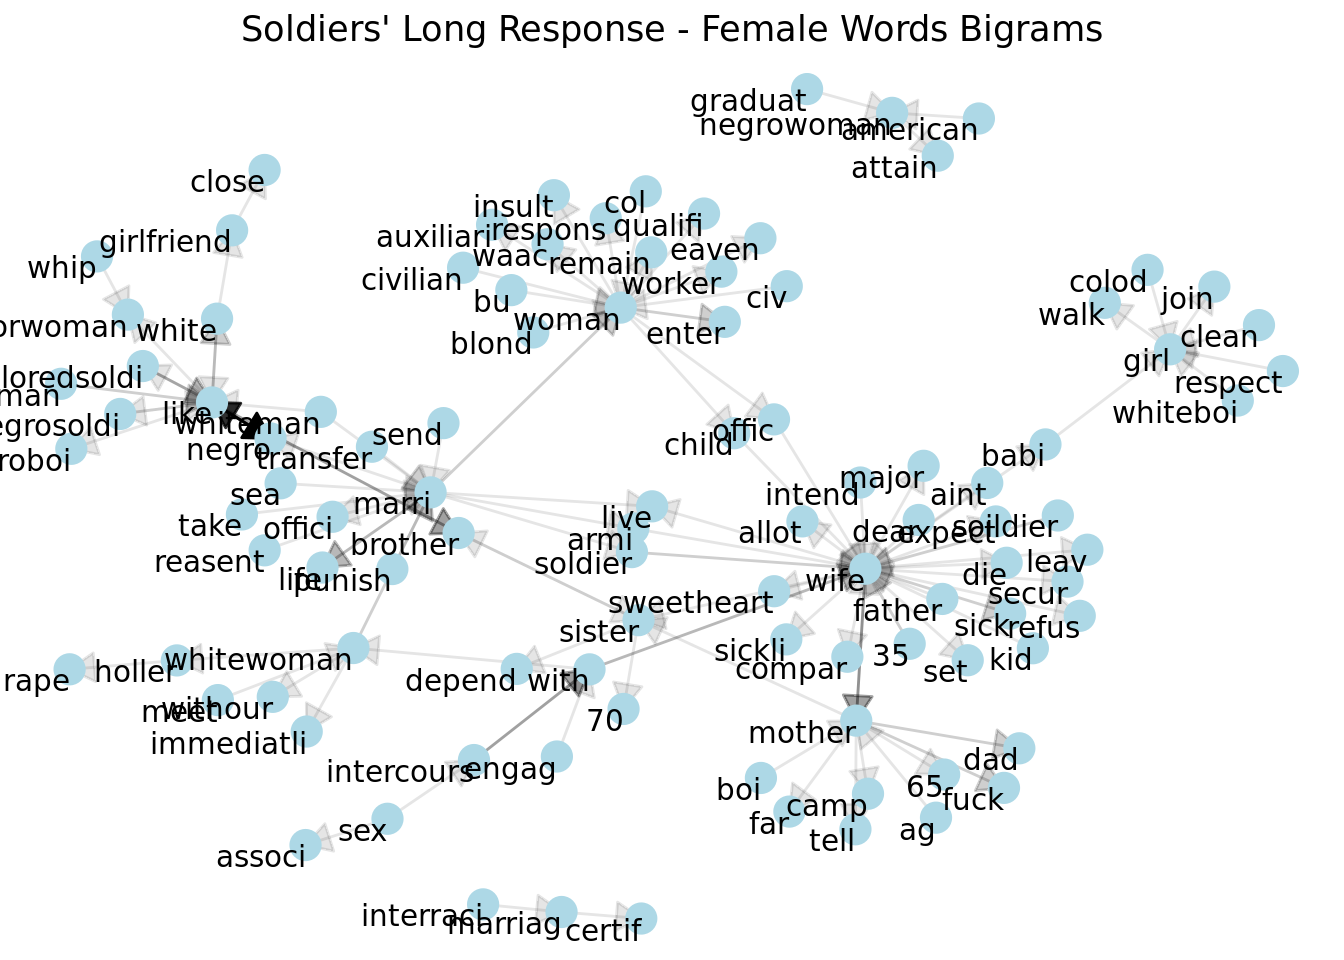 Soldiers' Long Response - Female Words Bigrams
graduat
negrowoman
american
attain
close
girlfriend
whip
orwoman
white
loredsoldi
man
like
egrosoldi
whiteman
negro
roboi
transfer
send
insult
col
auxiliari
respons
qualifi
waac
remain
eaven
civilian
worker
bu
civ
woman
enter
blond
colod
join
walk
clean
girl
respect
whiteboi
child
offic
babi
sea
marri
take
offici
reasent
brother
life
punish
live
armi
soldier
major
intend
aint
allot
dear
expect
soildier
wife
die
leav
secur
father
sick
refus
sweetheart
sister
sickli
compar
35
set
kid
whitewoman
rape
holler
depend
with
meet
withour
immediatli
70
mother
dad
intercours
engag
boi
65
fuck
camp
far
tell
ag
sex
associ
interraci
marriag
certif